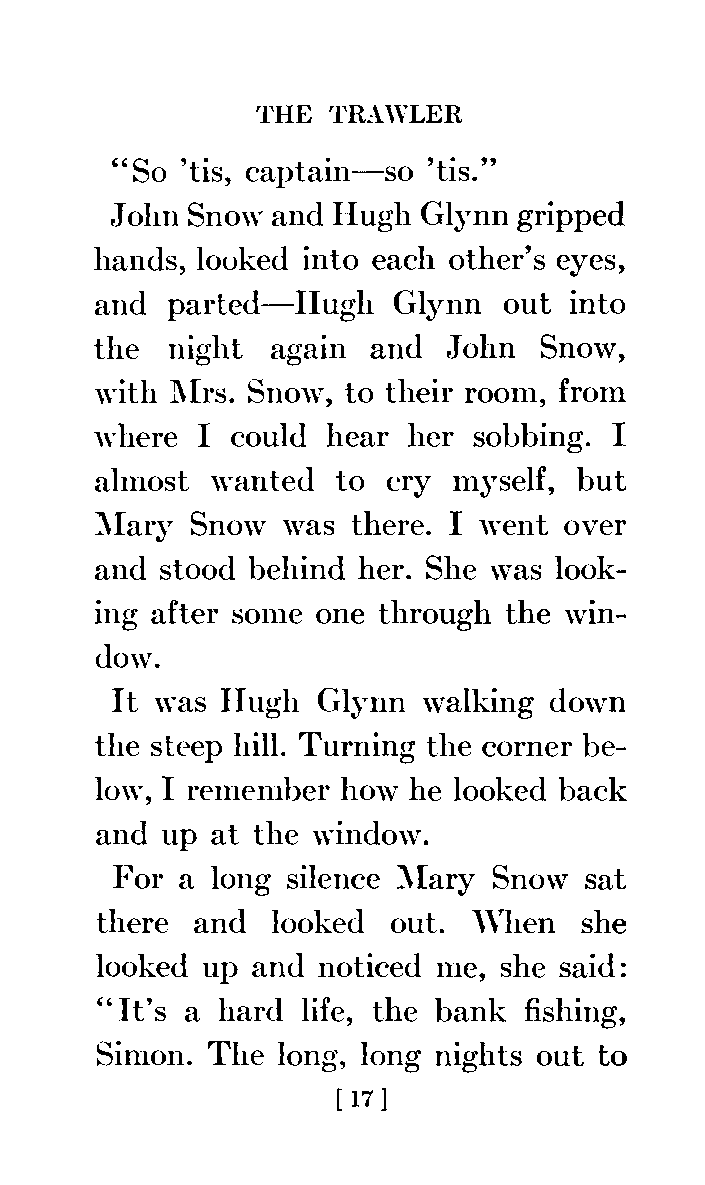 THE TRAWLER
“So ’tis, captain—so ’tis.”
John Snow and Hugh Glynn gripped
hands, looked into each other’s eyes,
and parted—Hugh Glynn out into
the night again and John Snow,
with Mrs. Snow, to their room, from
where I could hear her sobbing. I
almost wanted to cry myself, but
Mary Snow was there. I went over
and stood behind her. She was look-
ing after some one through the win-
dow.
It was Hugh Glynn walking down
the steep hill. Turning the corner be-
low, I remember how he looked back
and up at the window.
For a long silence Mary Snow sat
there and looked out. When she
looked up and noticed me, she said:
“It’s a hard life, the bank fishing,
Simon. The long, long nights out to
[ 17 ]